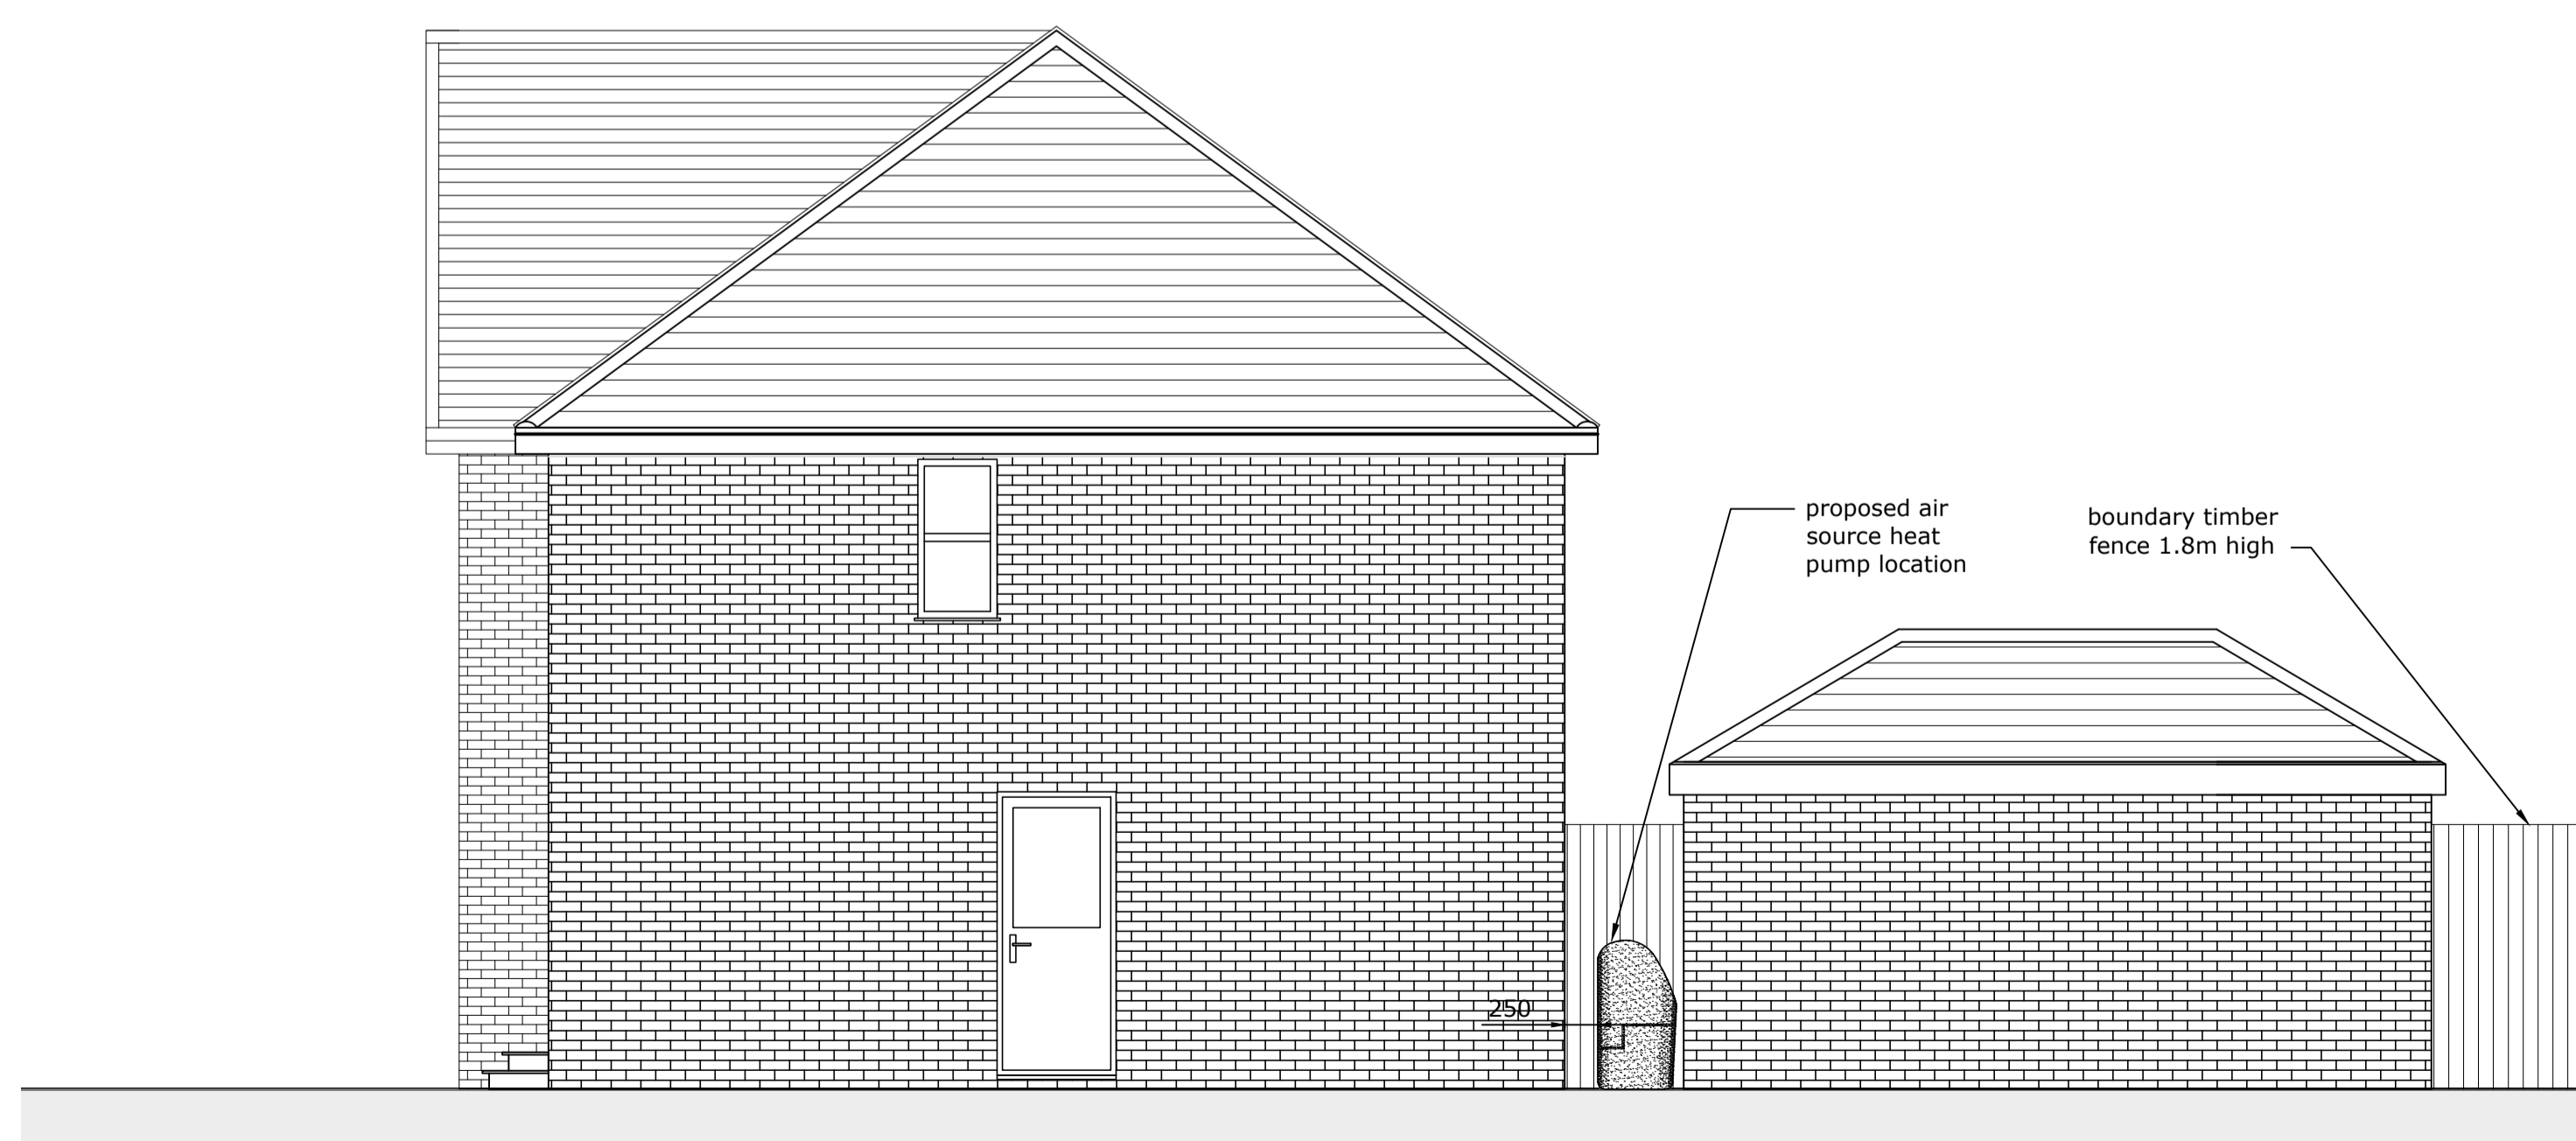 proposed air
source heat
pump location
boundary timber
fence 1.8m high
250